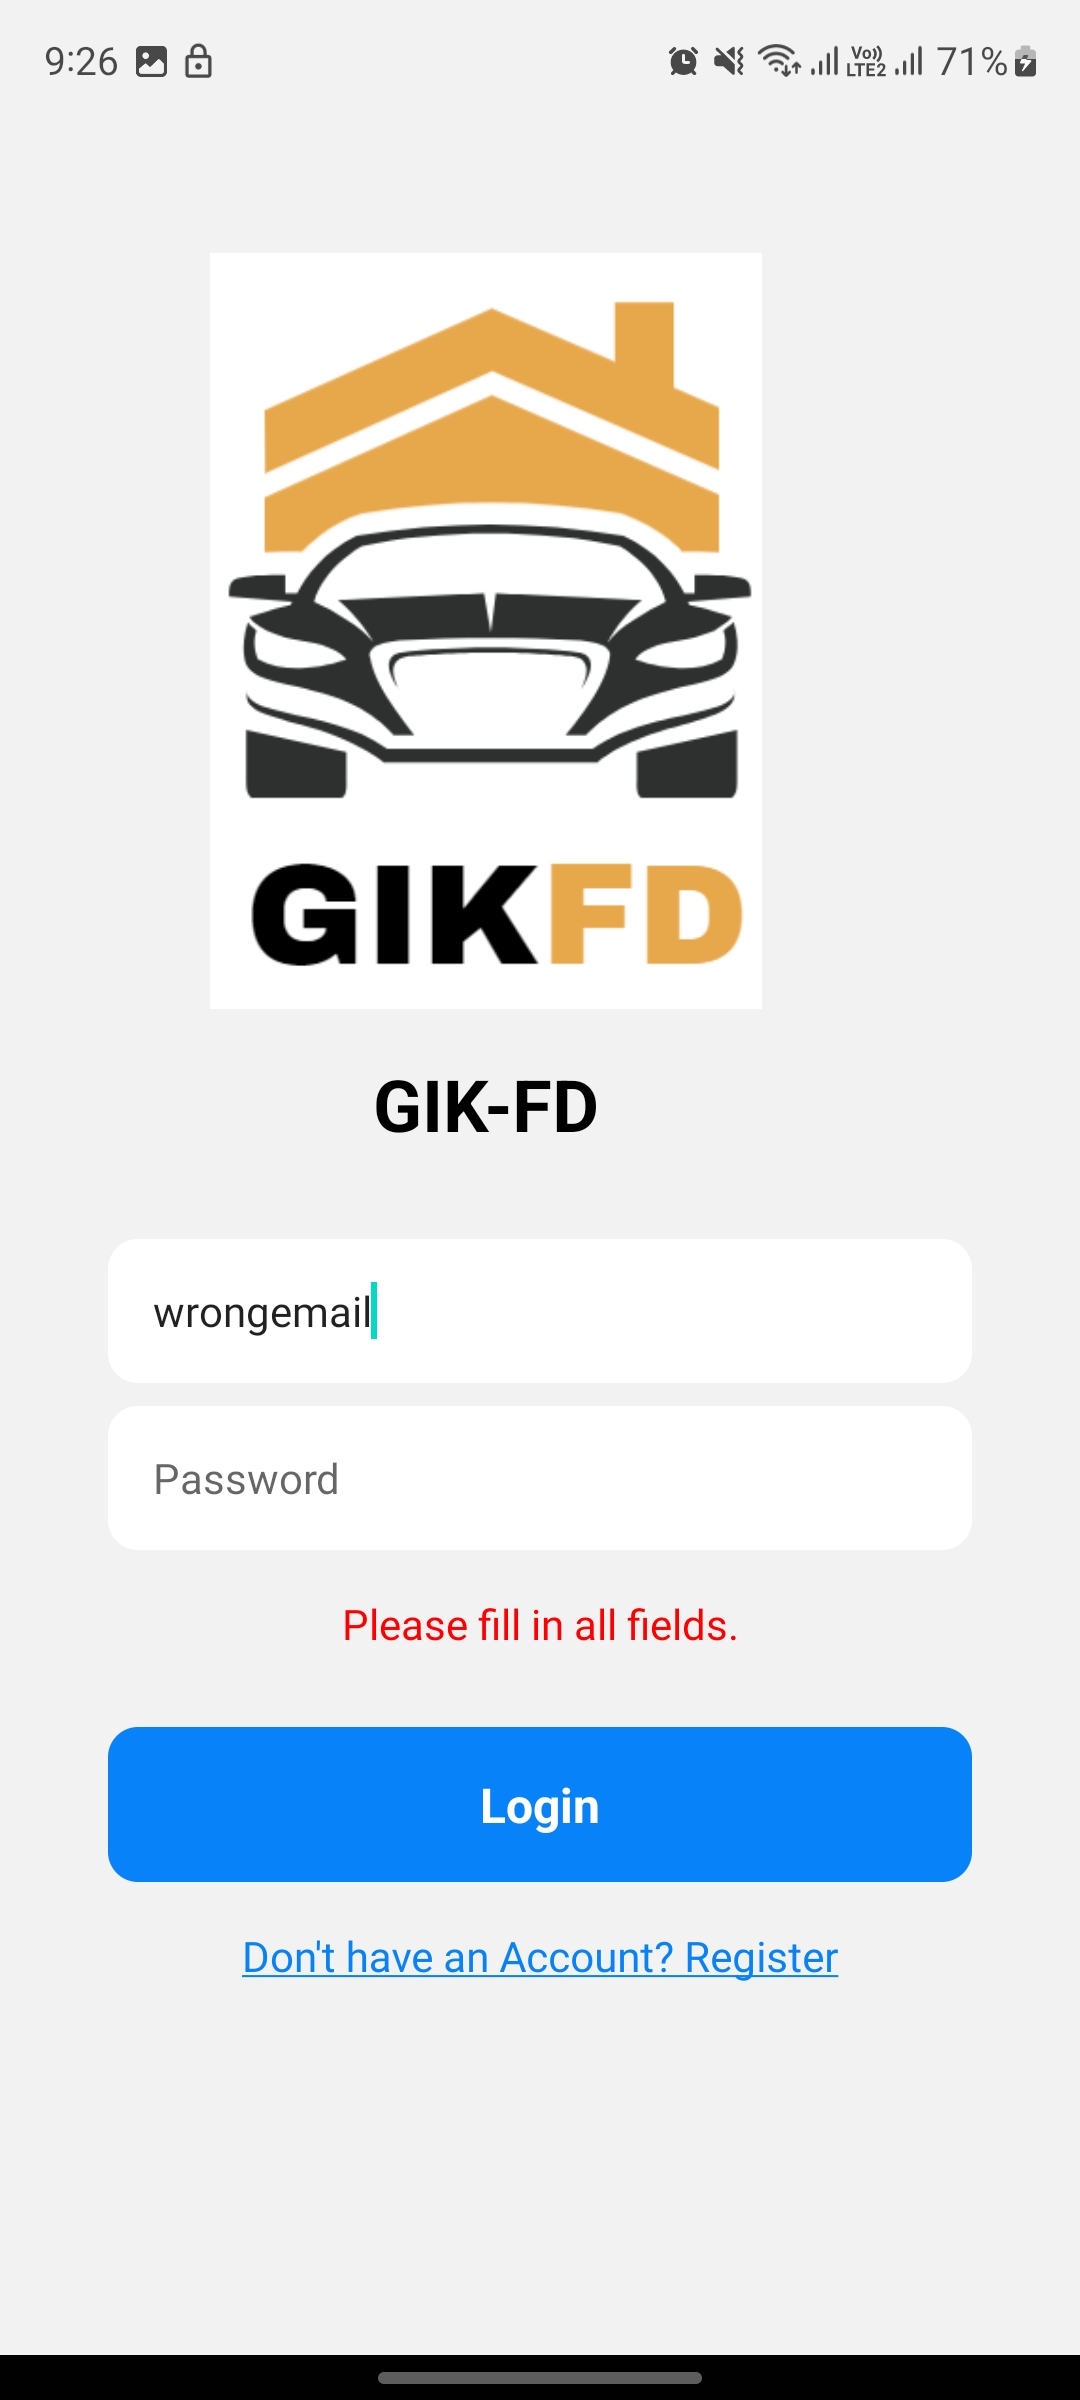 9:26 Vo)) LTE2 71%
GIKFD
GIK-FD
wrongemail
Password
Please fill in all fields.
Login
Don't have an Account? Register